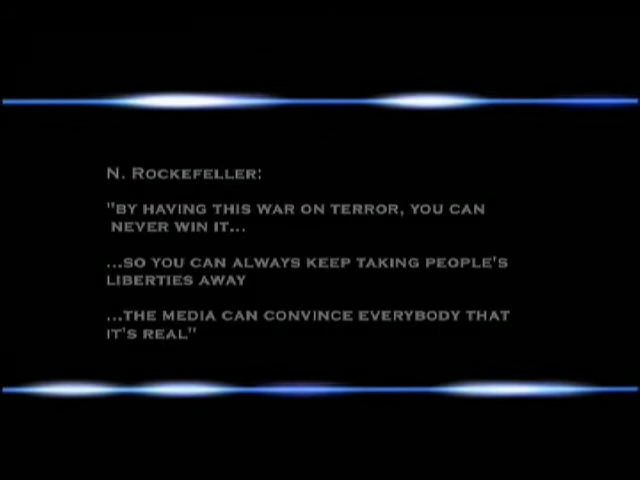 N. ROCKEFELLER:
"BY HAVING THIS WAR ON TERROR, YOU CAN
NEVER WIN IT...
...SO YOU CAN ALWAYS KEEP TAKING PEOPLE'S
LIBERTIES AWAY
...THE MEDIA CAN CONVINCE EVERYBODY THAT
IT'S REAL"